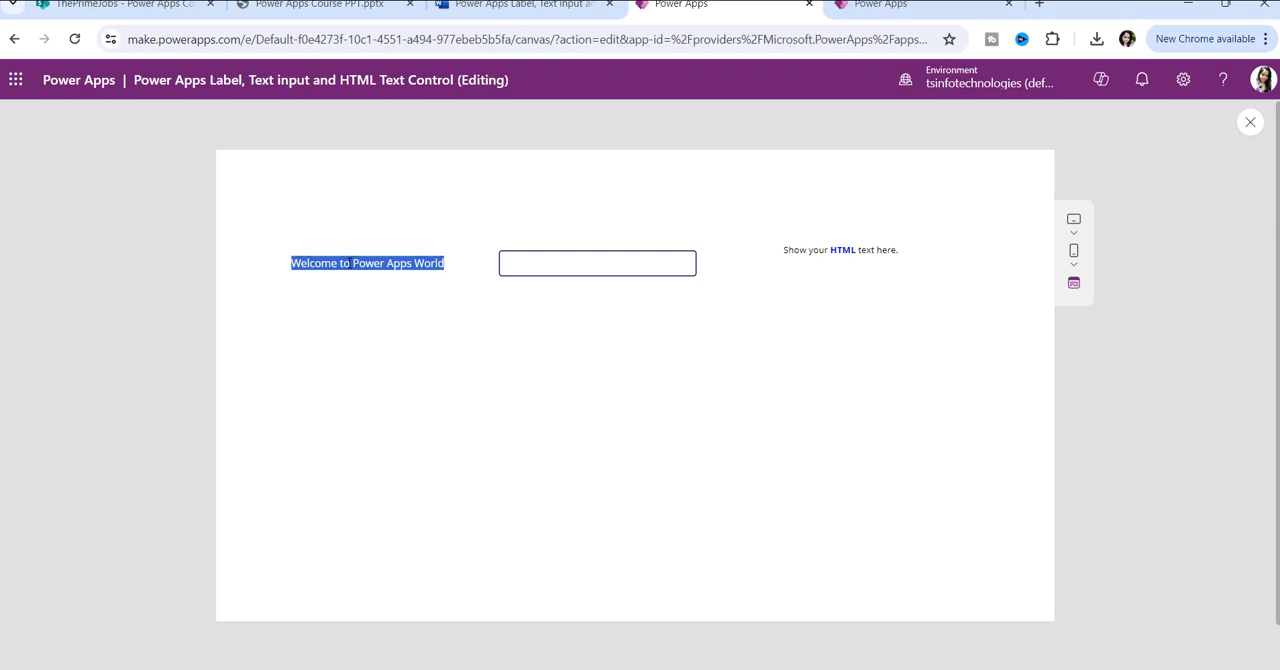 ThePrimeJobs - Power Apps Co
Power Apps Course PPT.pptx
Power Apps Label, Text input an
Power Apps
Power Apps
make.powerapps.com/e/Default-f0e4273f-10c1-4551-a494-977ebeb5b5fa/canvas/?action=edit&app-id=%2Fproviders%2FMicrosoft.PowerApps%2Fapps...
New Chrome available
Power Apps | Power Apps Label, Text input and HTML Text Control (Editing)
Environment
tsinfotechnologies (def...
Welcome to Power Apps World
Show your HTML text here.